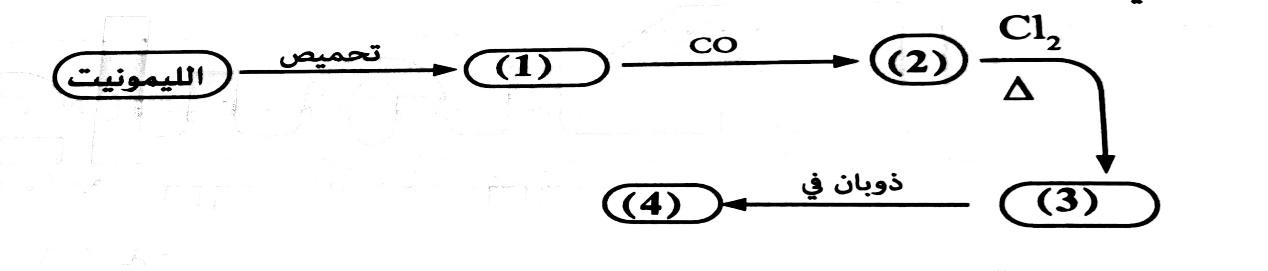 الليمونيت
تحميص
(1)
CO
(2)
Cl₂
Δ
(3)
ذوبان في
(4)